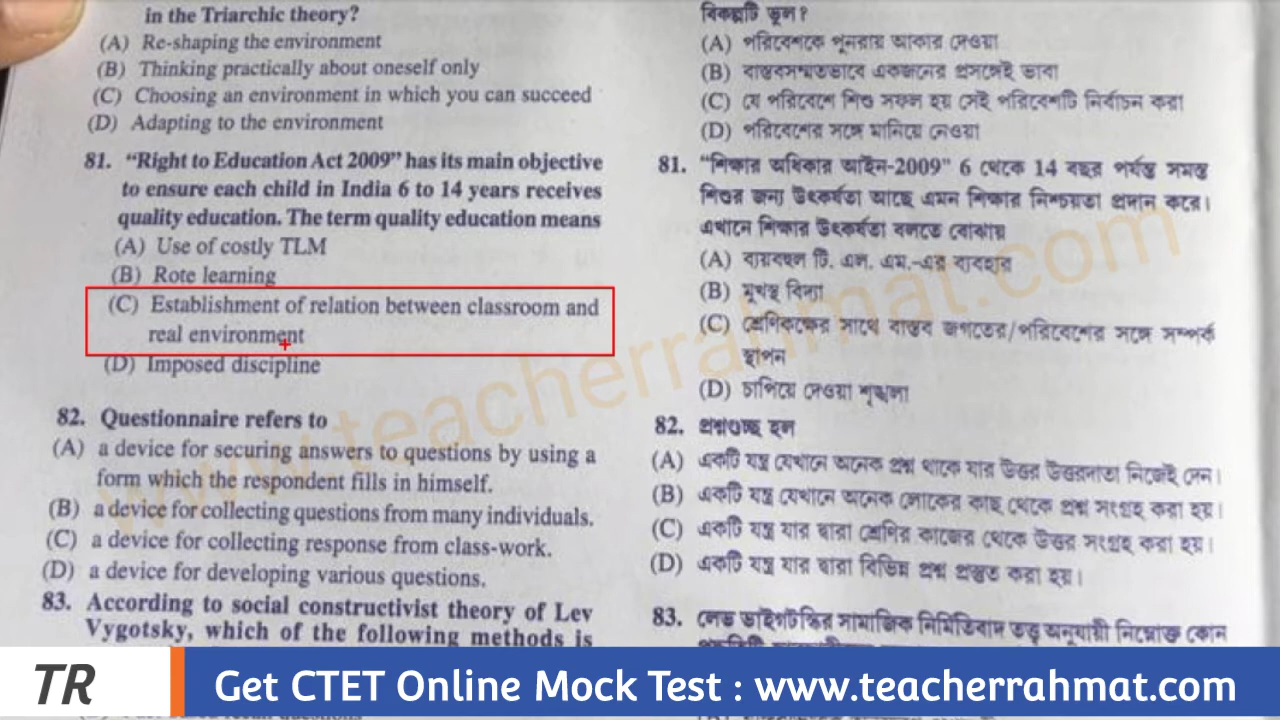 in the Triarchic theory?
(A) Re-shaping the environment
(B) Thinking practically about oneself only
(C) Choosing an environment in which you can succeed
(D) Adapting to the environment
81. “Right to Education Act 2009” has its main objective
to ensure each child in India 6 to 14 years receives
quality education. The term quality education means
(A) Use of costly TLM
(B) Rote learning
(C) Establishment of relation between classroom and
real environment
(D) Imposed discipline
82. Questionnaire refers to
(A) a device for securing answers to questions by using a
form which the respondent fills in himself.
(B) a device for collecting questions from many individuals.
(C) a device for collecting response from class-work.
(D) a device for developing various questions.
83. According to social constructivist theory of Lev
Vygotsky, which of the following methods is
বিকল্পটি ভুল?
(A) পরিবেশকে পুনরায় আকার দেওয়া
(B) বাস্তবসম্মতভাবে একজনের প্রসঙ্গেই ভাবা
(C) যে পরিবেশে শিশু সফল হয় সেই পরিবেশটি নির্বাচন করা
(D) পরিবেশের সঙ্গে মানিয়ে নেওয়া
81. “শিক্ষার অধিকার আইন-2009” 6 থেকে 14 বছর পর্যন্ত সমস্ত
শিশুর জন্য উৎকর্ষতা আছে এমন শিক্ষার নিশ্চয়তা প্রদান করে।
এখানে শিক্ষার উৎকর্ষতা বলতে বোঝায়
(A) ব্যয়বহুল টি. এল. এম.-এর ব্যবহার
(B) মুখস্থ বিদ্যা
(C) শ্রেণিকক্ষের সাথে বাস্তব জগতের/পরিবেশের সঙ্গে সম্পর্ক
স্থাপন
(D) চাপিয়ে দেওয়া শৃঙ্খলা
82. প্রশ্নগুচ্ছ হল
(A) একটি যন্ত্র যেখানে অনেক প্রশ্ন থাকে যার উত্তর উত্তরদাতা নিজেই দেন।
(B) একটি যন্ত্র যেখানে অনেক লোকের কাছ থেকে প্রশ্ন সংগ্রহ করা হয়।
(C) একটি যন্ত্র যার দ্বারা শ্রেণির কাজের থেকে উত্তর সংগ্রহ করা হয়।
(D) একটি যন্ত্র যার দ্বারা বিভিন্ন প্রশ্ন প্রস্তুত করা হয়।
83. লেভ ভাইগটস্কির সামাজিক নির্মিতিবাদ তত্ত্ব অনুযায়ী নিম্নোক্ত কোন
www.teacherrahmat.com
TR
Get CTET Online Mock Test : www.teacherrahmat.com